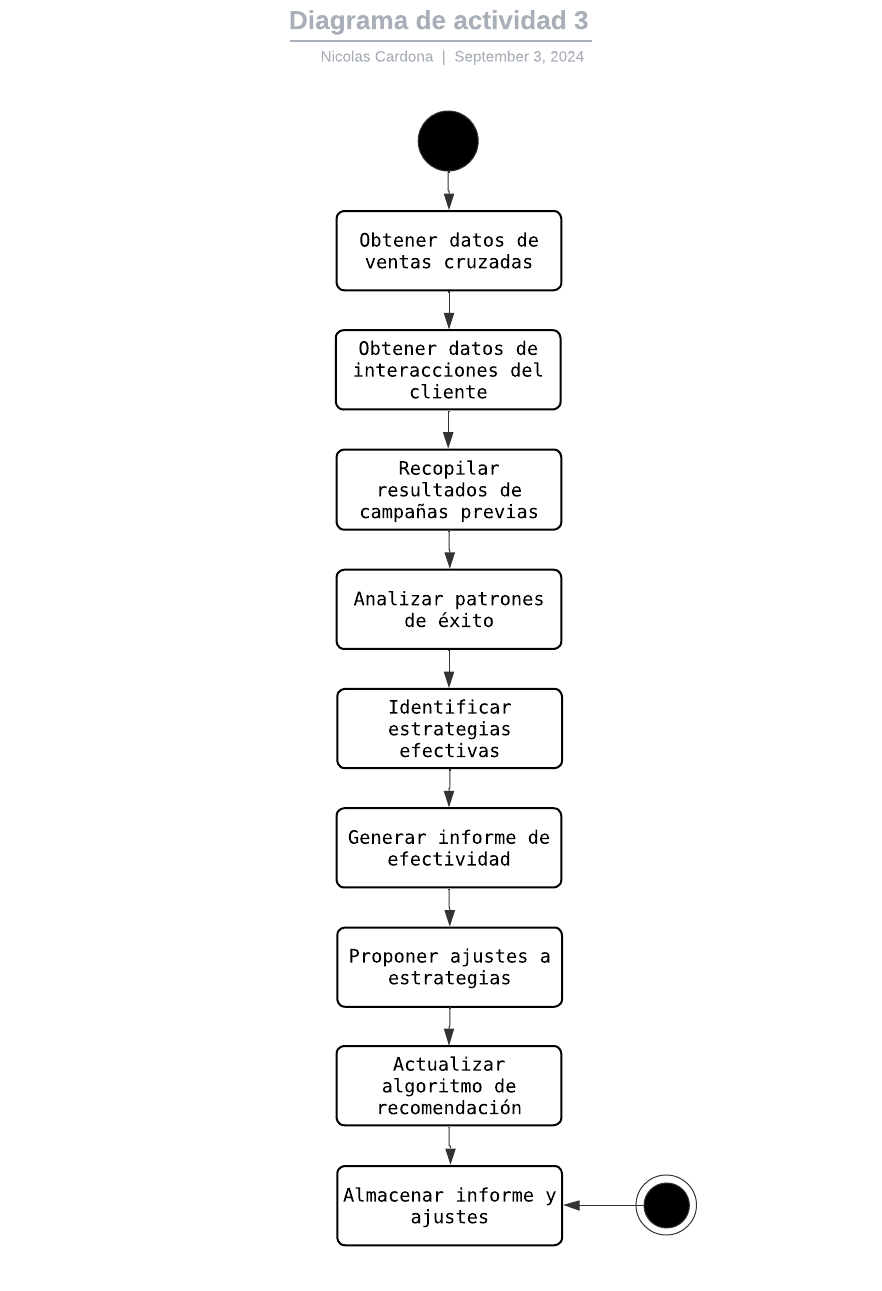 Diagrama de actividad 3
Nicolas Cardona | September 3, 2024
Obtener datos de
ventas cruzadas
Obtener datos de
interacciones del
cliente
Recopilar
resultados de
campañas previas
Analizar patrones
de éxito
Identificar
estrategias
efectivas
Generar informe de
efectividad
Proponer ajustes a
estrategias
Actualizar
algoritmo de
recomendación
Almacenar informe y
ajustes